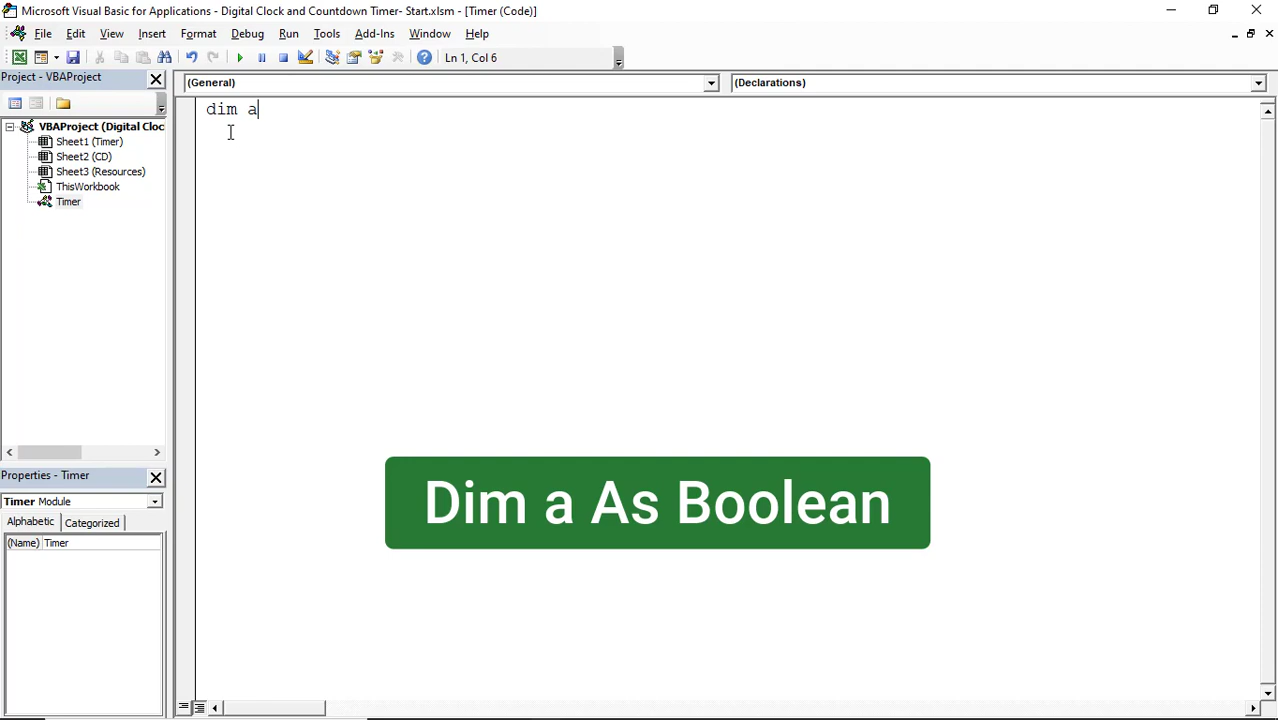 Microsoft Visual Basic for Applications - Digital Clock and Countdown Timer- Start.xlsm - [Timer (Code)]
File Edit View Insert Format Debug Run Tools Add-Ins Window Help
Ln 1, Col 6
Project - VBAProject
(General)
(Declarations)
dim a
VBAProject (Digital Cloc
Sheet1 (Timer)
Sheet2 (CD)
Sheet3 (Resources)
ThisWorkbook
Timer
Dim a As Boolean
Properties - Timer
Timer Module
Alphabetic Categorized
(Name) Timer